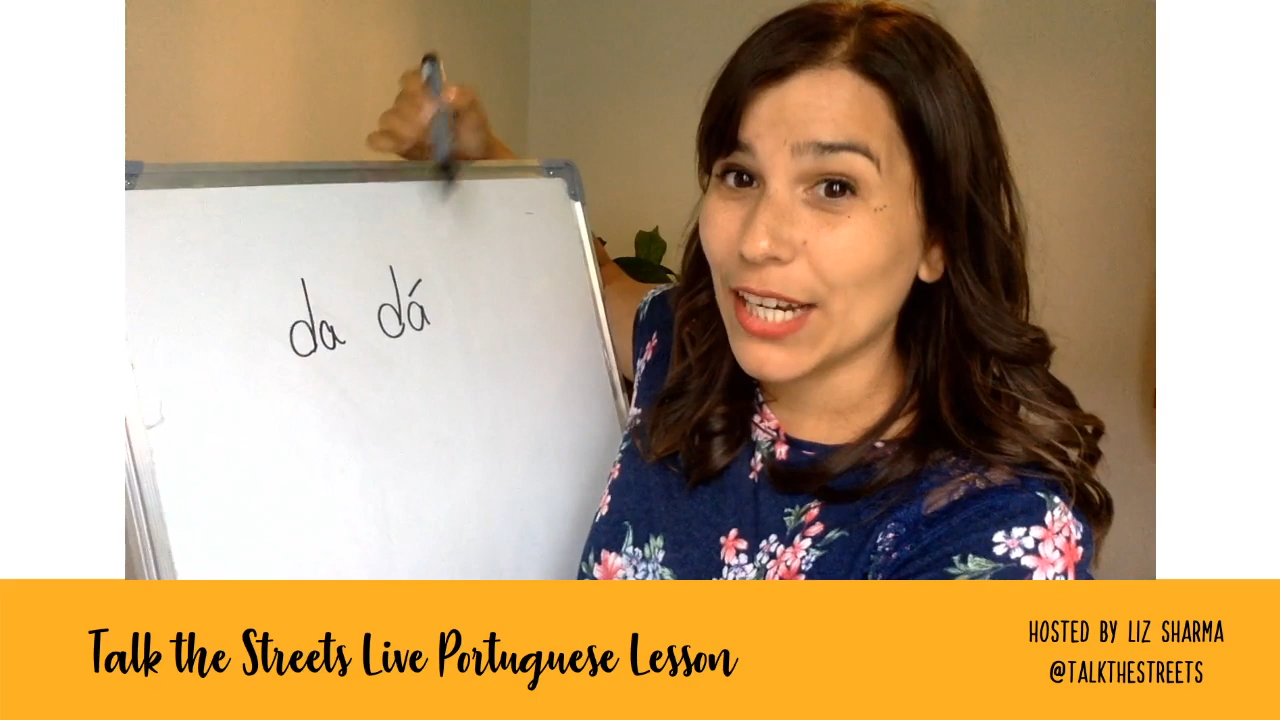 da dá
Talk the Streets Live Portuguese Lesson
HOSTED BY LIZ SHARMA
@TALKTHESTREETS